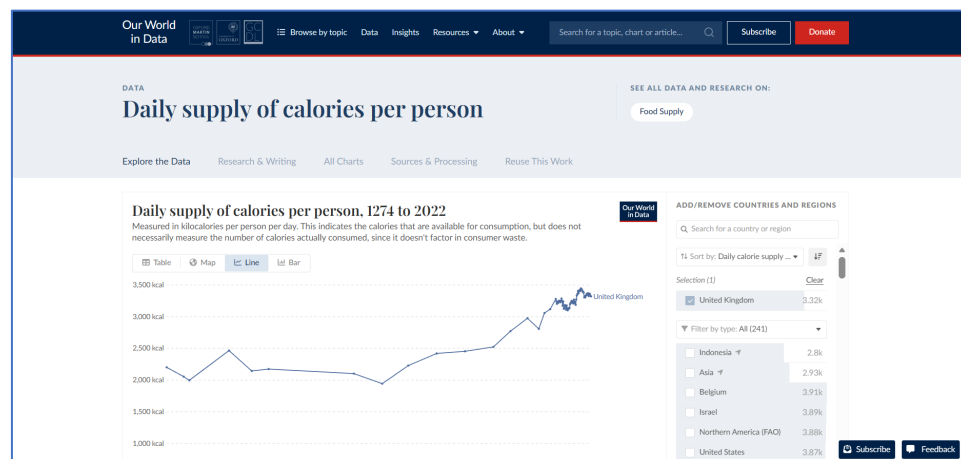 Our World
in Data
OXFORD
Browse by topic Data Insights Resources About Search for a topic, chart or article... Subscribe Donate
DATA
Daily supply of calories per person
SEE ALL DATA AND RESEARCH ON:
Food Supply
Explore the Data Research & Writing All Charts Sources & Processing Reuse This Work
Daily supply of calories per person, 1274 to 2022
Measured in kilocalories per person per day. This indicates the calories that are available for consumption, but does not
necessarily measure the number of calories actually consumed, since it doesn't factor in consumer waste.
Our World
in Data
Table Map Line Bar
3,500 kcal
3,000 kcal
2,500 kcal
2,000 kcal
1,500 kcal
1,000 kcal
United Kingdom
ADD/REMOVE COUNTRIES AND REGIONS
Search for a country or region
Sort by: Daily calorie supply ...
Selection (1) Clear
United Kingdom 3.32k
Filter by type: All (241)
Indonesia 2.8k
Asia 2.93k
Belgium 3.91k
Israel 3.89k
Northern America (FAO) 3.88k
United States 3.87k
Subscribe Feedback